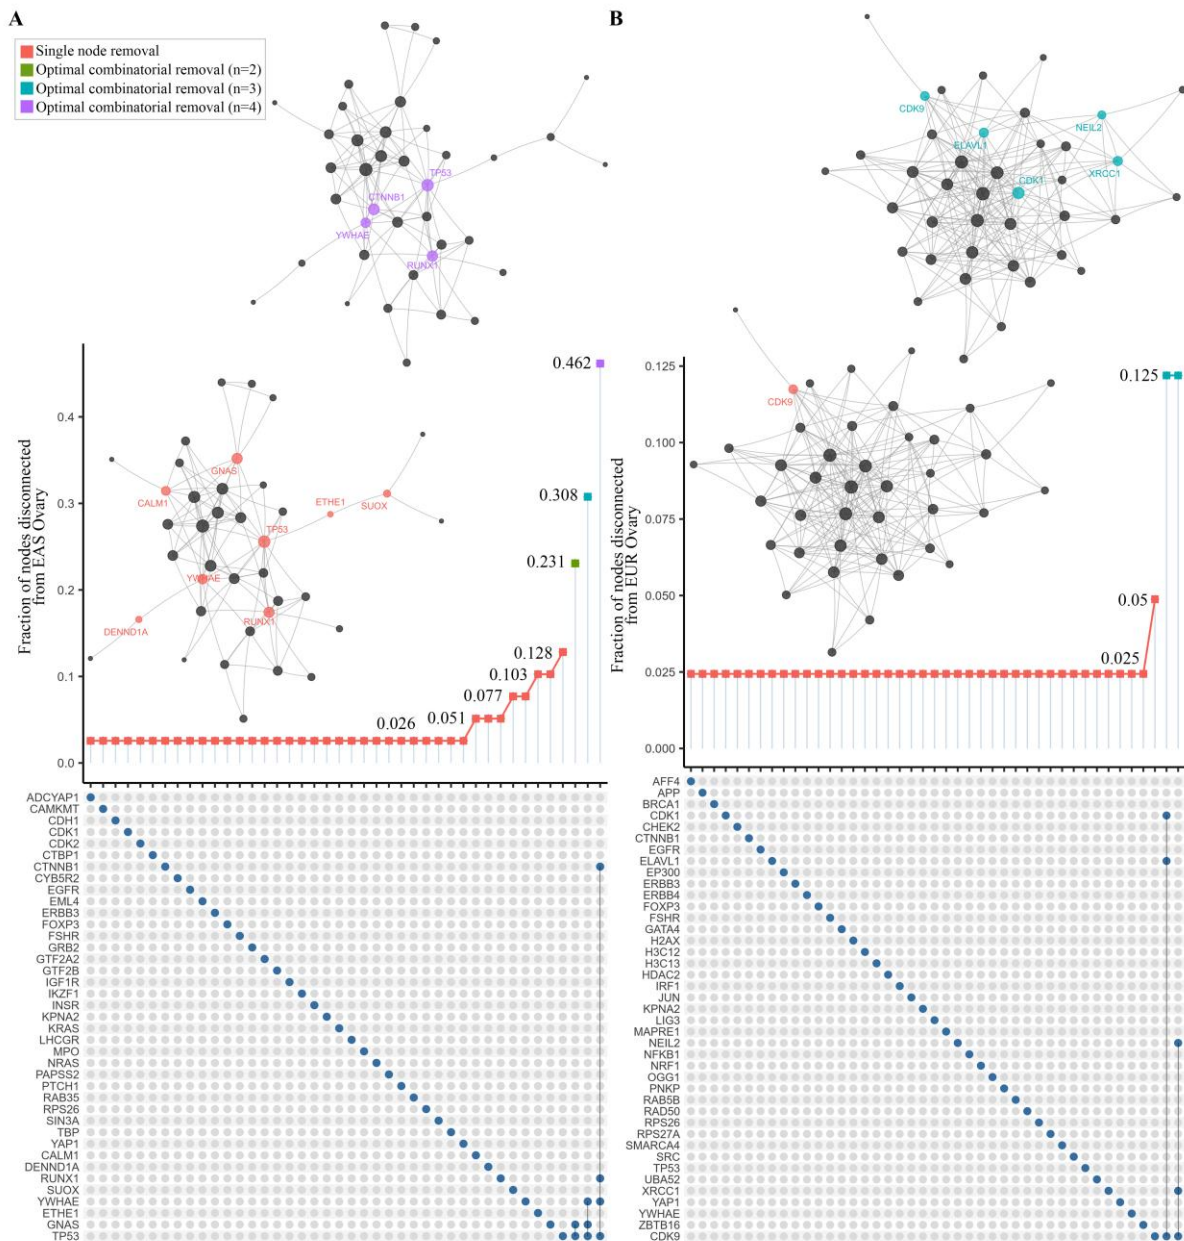 A
B
Single node removal
Optimal combinatorial removal (n=2)
Optimal combinatorial removal (n=3)
Optimal combinatorial removal (n=4)
TP53
CTNNB1
YWHAE
RUNX1
CDK9
ELAVL1
NEIL2
XRCC1
CDK1
Fraction of nodes disconnected
from EAS Ovary
0.4
0.3
0.2
0.1
0.0
GNAS
CALM1
ETHE1
SUOX
TP53
YWHAE
RUNX1
DENND1A
0.026
0.051
0.077
0.103
0.128
0.231
0.308
0.462
Fraction of nodes disconnected
from EUR Ovary
0.125
0.100
0.075
0.050
0.025
0.000
CDK9
0.025
0.05
0.125
ADCYAP1
CAMKMT
CDH1
CDK1
CDK2
CTBP1
CTNNB1
CYB5R2
EGFR
EML4
ERBB3
FOXP3
FSHR
GRB2
GTF2A2
GTF2B
IGF1R
IKZF1
INSR
KPNA2
KRAS
LHCGR
MPO
NRAS
PAPSS2
PTCH1
RAB35
RPS26
SIN3A
TBP
YAP1
CALM1
DENND1A
RUNX1
SUOX
YWHAE
ETHE1
GNAS
TP53
AFF4
APP
BRCA1
CDK1
CHEK2
CTNNB1
EGFR
ELAVL1
EP300
ERBB3
ERBB4
FOXP3
FSHR
GATA4
H2AX
H3C12
H3C13
HDAC2
IRF1
JUN
KPNA2
LIG3
MAPRE1
NEIL2
NFKB1
NRF1
OGG1
PNKP
RAB5B
RAD50
RPS26
RPS27A
SMARCA4
SRC
TP53
UBA52
XRCC1
YAP1
YWHAE
ZBTB16
CDK9